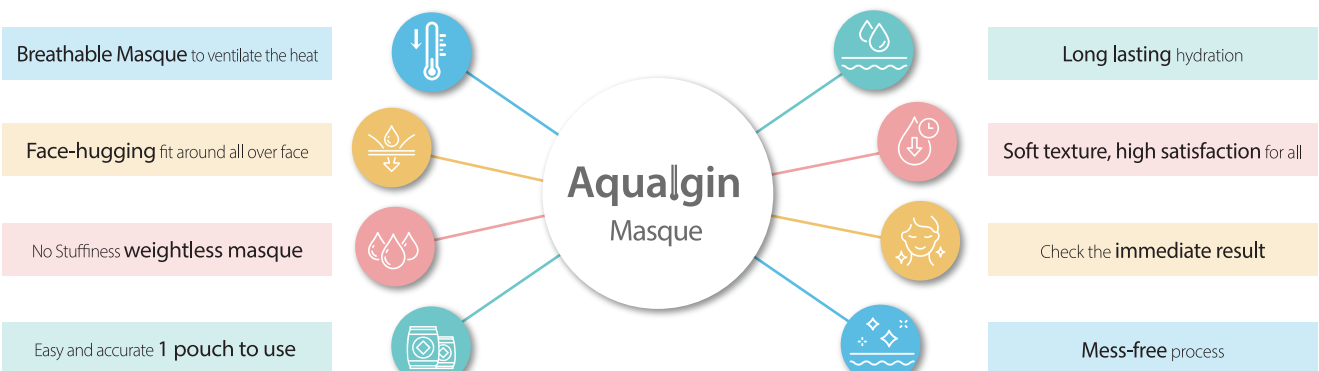 Breathable Masque to ventilate the heat
Face-hugging fit around all over face
No Stuffiness weightless masque
Easy and accurate 1 pouch to use
Aqualgin
Masque
Long lasting hydration
Soft texture, high satisfaction for all
Check the immediate result
Mess-free process